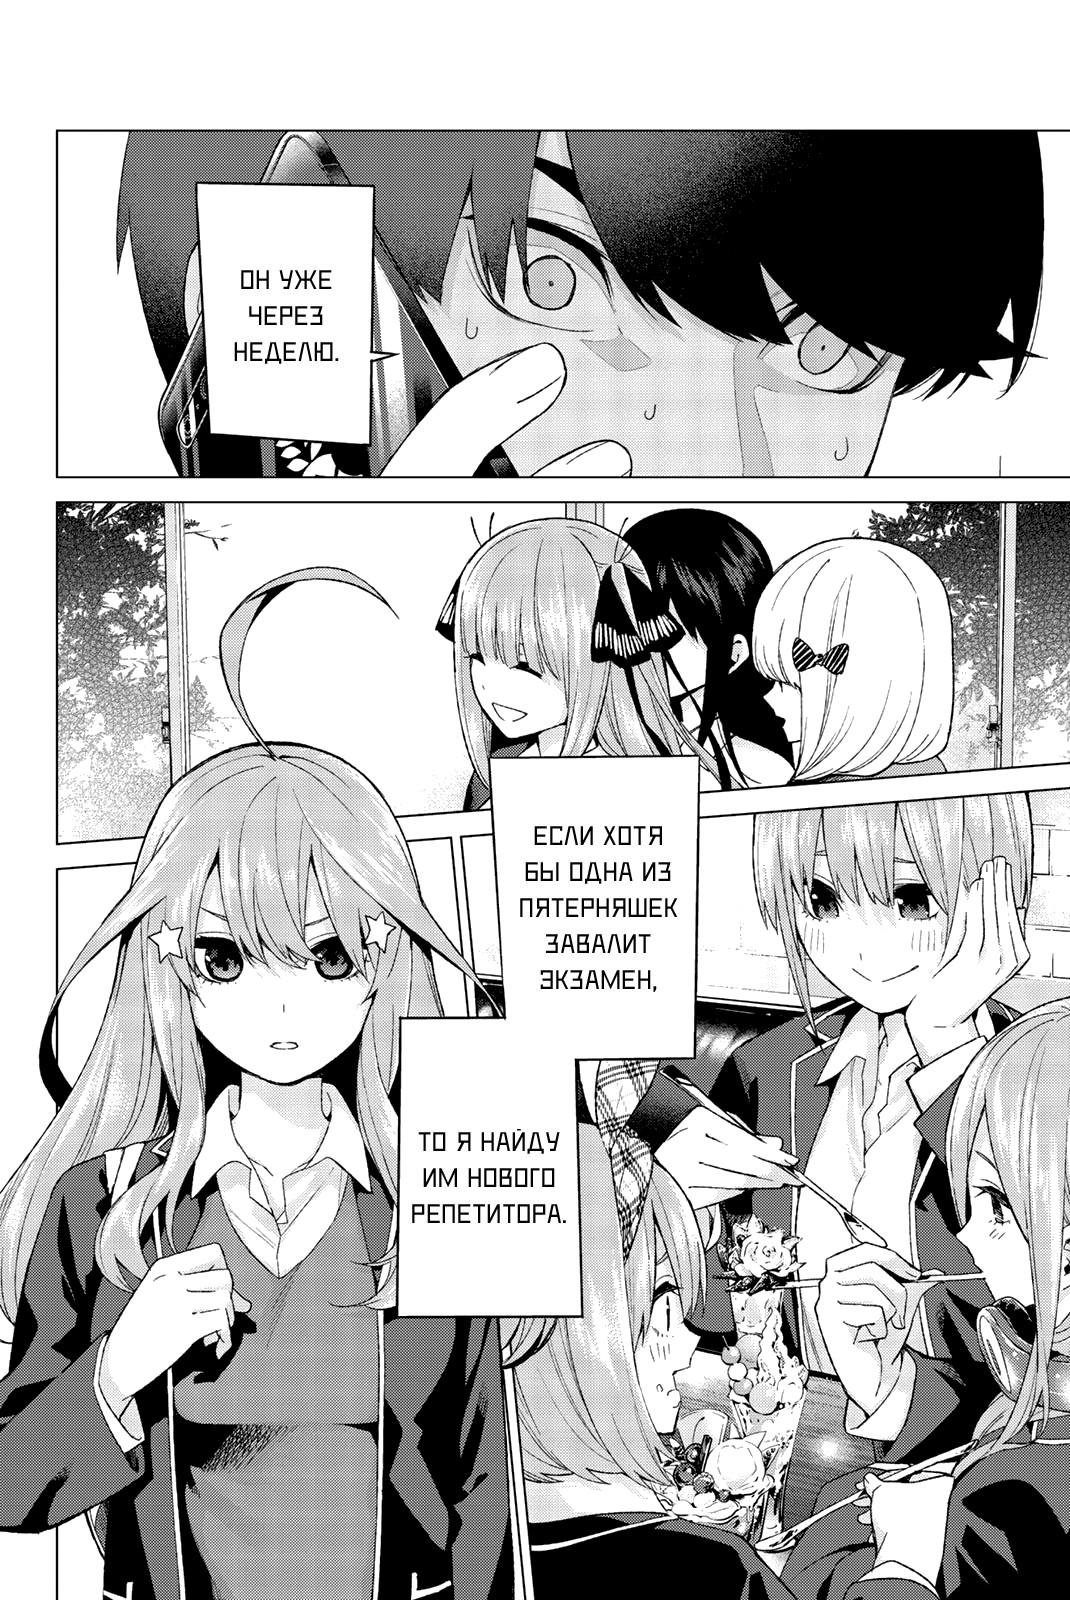 ОН УЖЕ
ЧЕРЕЗ
НЕДЕЛЮ.
ЕСЛИ ХОТЯ
БЫ ОДНА ИЗ
ПЯТЕРНЯШЕК
ЗАВАЛИТ
ЭКЗАМЕН,
ТО Я НАЙДУ
ИМ НОВОГО
РЕПЕТИТОРА.